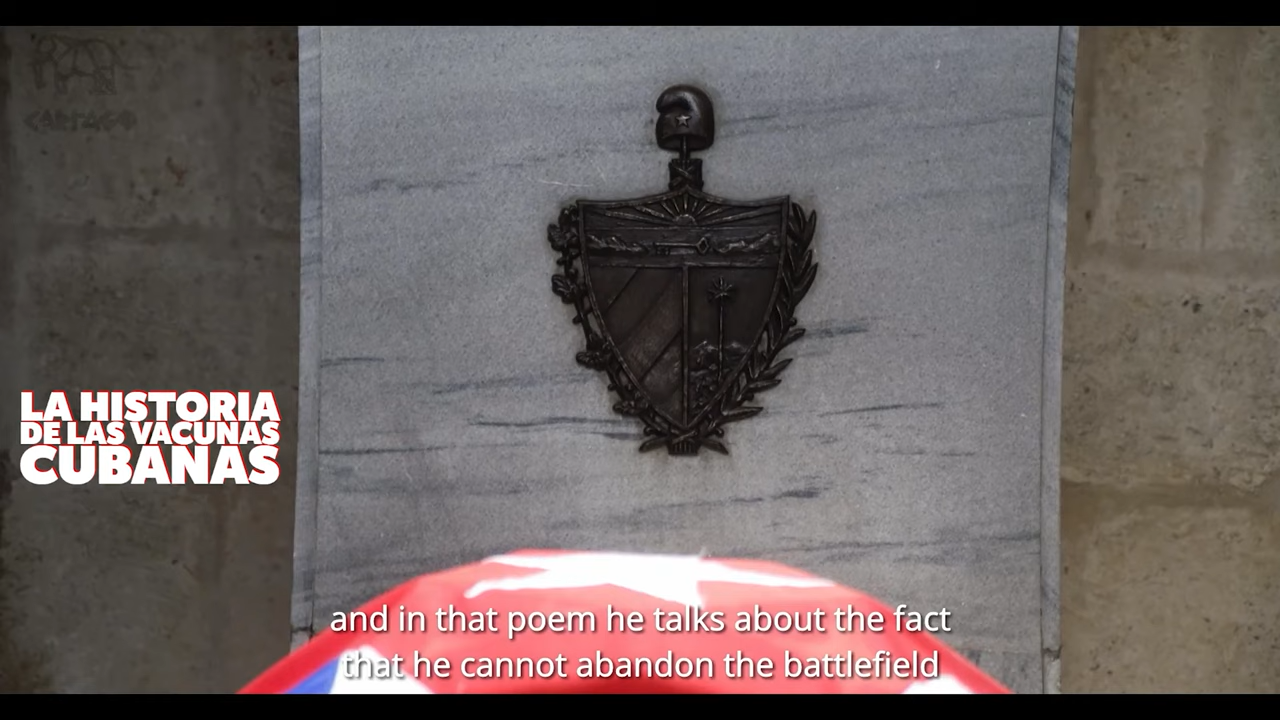 CARTAGO
LA HISTORIA
DE LAS VACUNAS
CUBANAS
and in that poem he talks about the fact
that he cannot abandon the battlefield